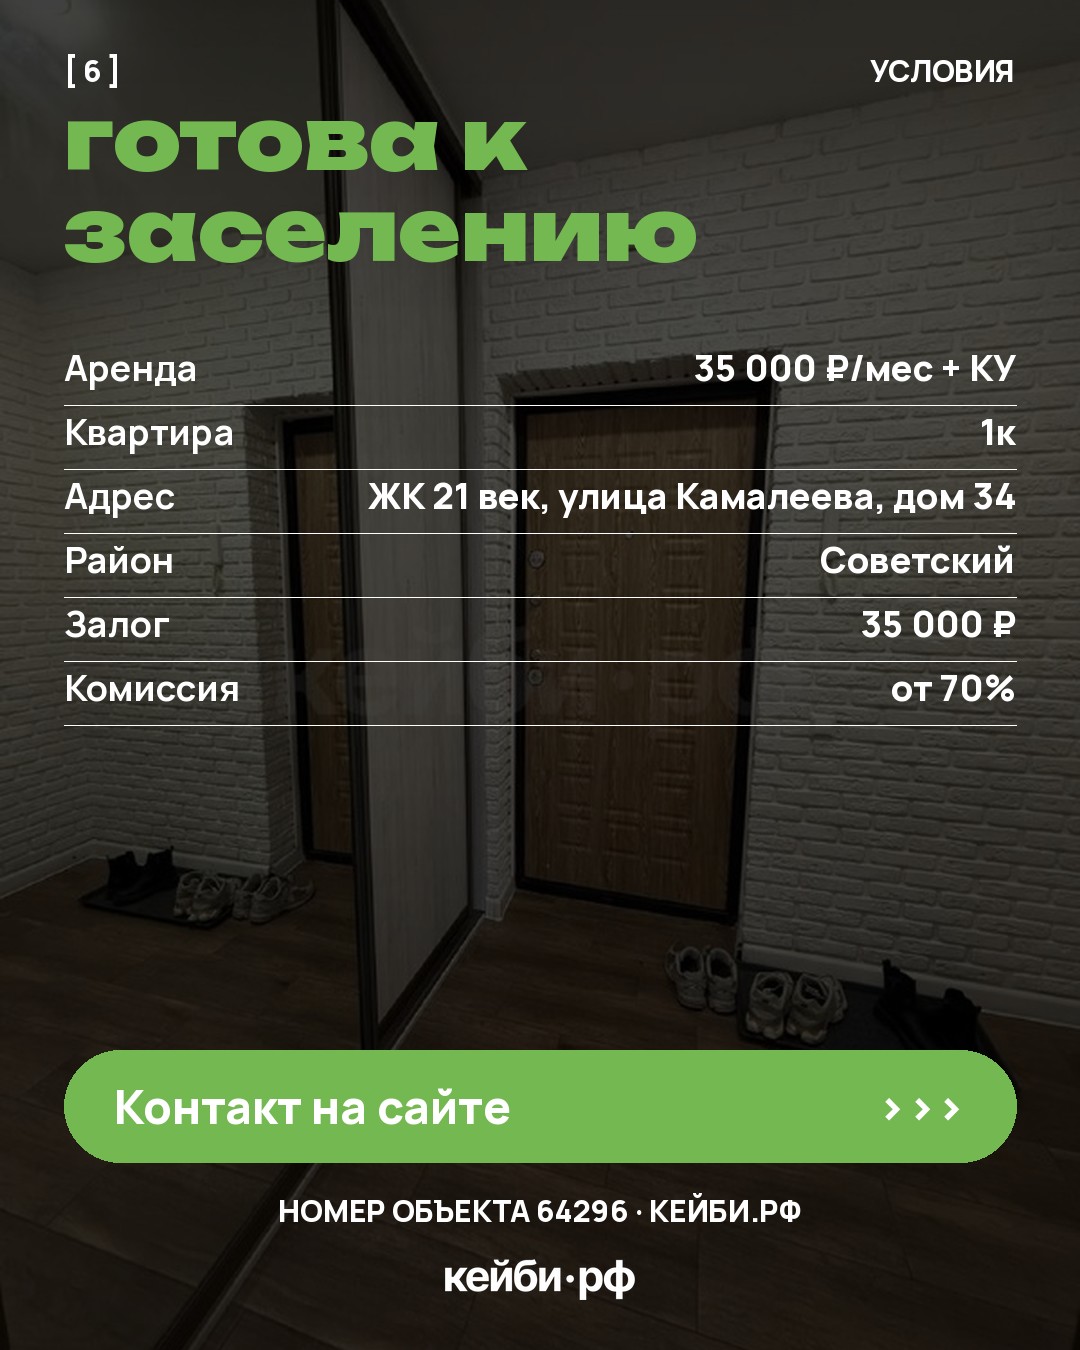 [ 6 ]
УСЛОВИЯ
готова к
заселению
Аренда 35 000 ₽/мес + КУ
Квартира 1к
Адрес ЖК 21 век, улица Камалеева, дом 34
Район Советский
Залог 35 000 ₽
Комиссия от 70%
Контакт на сайте >>>
НОМЕР ОБЪЕКТА 64296 · КЕЙБИ.РФ
кейби·рф